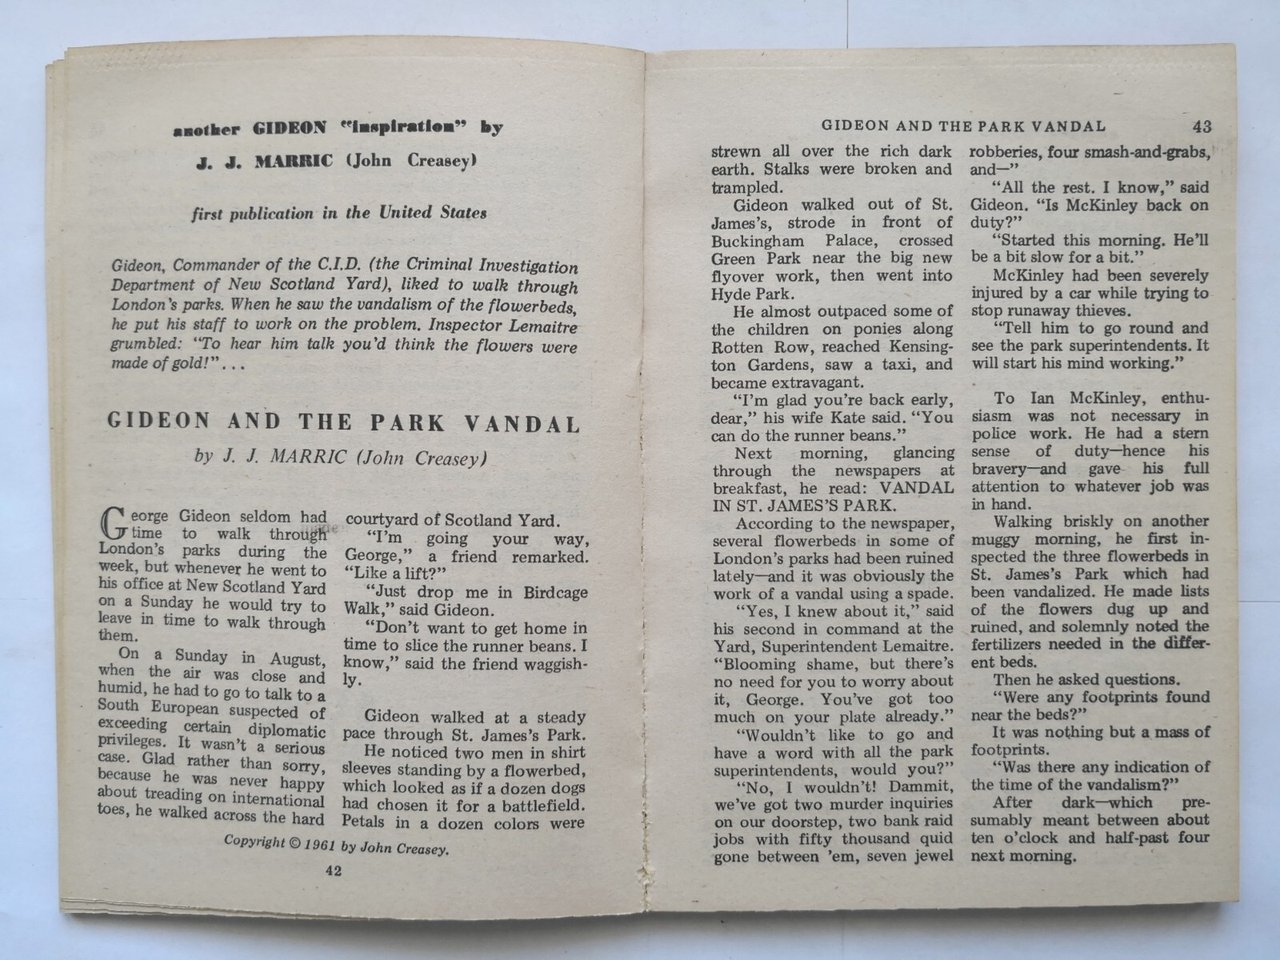 another GIDEON "inspiration" by
J. J. MARRIC (John Creasey)
first publication in the United States
Gideon, Commander of the C.I.D. (the Criminal Investigation
Department of New Scotland Yard), liked to walk through
London's parks. When he saw the vandalism of the flowerbeds,
he put his staff to work on the problem. Inspector Lemaitre
grumbled: "To hear him talk you'd think the flowers were
made of gold!" . . .
GIDEON AND THE PARK VANDAL
by J. J. MARRIC (John Creasey)
George Gideon seldom had
time to walk through
London's parks during the
week, but whenever he went to
his office at New Scotland Yard
on a Sunday he would try to
leave in time to walk through
them.
On a Sunday in August,
when the air was close and
humid, he had to go to talk to a
South European suspected of
exceeding certain diplomatic
privileges. It wasn't a serious
case. Glad rather than sorry,
because he was never happy
about treading on international
toes, he walked across the hard
courtyard of Scotland Yard.
"I'm going your way,
George," a friend remarked.
"Like a lift?"
"Just drop me in Birdcage
Walk," said Gideon.
"Don't want to get home in
time to slice the runner beans. I
know," said the friend waggish-
ly.
Gideon walked at a steady
pace through St. James's Park.
He noticed two men in shirt
sleeves standing by a flowerbed,
which looked as if a dozen dogs
had chosen it for a battlefield.
Petals in a dozen colors were
Copyright © 1961 by John Creasey.
42
GIDEON AND THE PARK VANDAL 43
strewn all over the rich dark
earth. Stalks were broken and
trampled.
Gideon walked out of St.
James's, strode in front of
Buckingham Palace, crossed
Green Park near the big new
flyover work, then went into
Hyde Park.
He almost outpaced some of
the children on ponies along
Rotten Row, reached Kensing-
ton Gardens, saw a taxi, and
became extravagant.
"I'm glad you're back early,
dear," his wife Kate said. "You
can do the runner beans."
Next morning, glancing
through the newspapers at
breakfast, he read: VANDAL
IN ST. JAMES'S PARK.
According to the newspaper,
several flowerbeds in some of
London's parks had been ruined
lately—and it was obviously the
work of a vandal using a spade.
"Yes, I knew about it," said
his second in command at the
Yard, Superintendent Lemaitre.
"Blooming shame, but there's
no need for you to worry about
it, George. You've got too
much on your plate already."
"Wouldn't like to go and
have a word with all the park
superintendents, would you?"
"No, I wouldn't! Dammit,
we've got two murder inquiries
on our doorstep, two bank raid
jobs with fifty thousand quid
gone between 'em, seven jewel
robberies, four smash-and-grabs,
and—"
"All the rest. I know," said
Gideon. "Is McKinley back on
duty?"
"Started this morning. He'll
be a bit slow for a bit."
McKinley had been severely
injured by a car while trying to
stop runaway thieves.
"Tell him to go round and
see the park superintendents. It
will start his mind working."
To Ian McKinley, enthu-
siasm was not necessary in
police work. He had a stern
sense of duty—hence his
bravery—and gave his full
attention to whatever job was
in hand.
Walking briskly on another
muggy morning, he first in-
spected the three flowerbeds in
St. James's Park which had
been vandalized. He made lists
of the flowers dug up and
ruined, and solemnly noted the
fertilizers needed in the differ-
ent beds.
Then he asked questions.
"Were any footprints found
near the beds?"
It was nothing but a mass of
footprints.
"Was there any indication of
the time of the vandalism?"
After dark—which pre-
sumably meant between about
ten o'clock and half-past four
next morning.